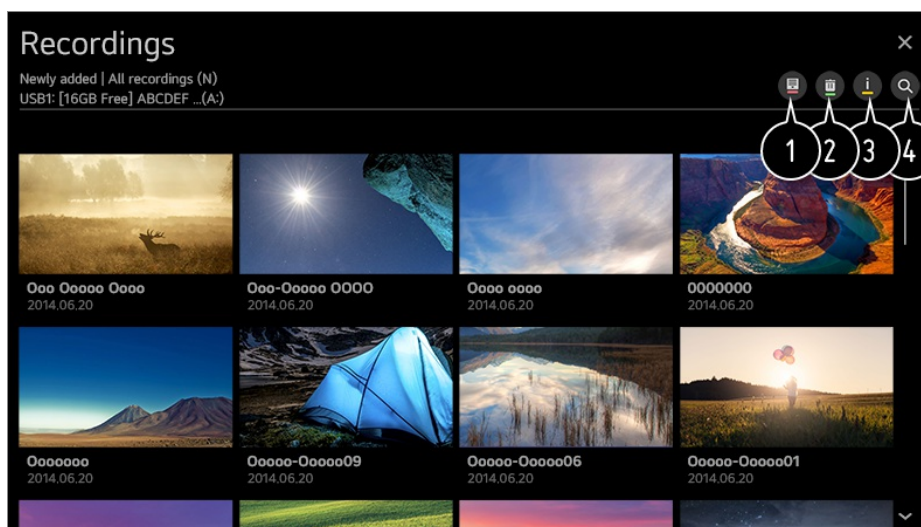 Recordings
Newly added | All recordings (N)
USB1: [16GB Free] ABCDEF ...(A:)
i
1 2 3 4
Ooo Ooooo Oooo
2014.06.20
Ooo-Ooooo OOOO
2014.06.20
Oooo oooo
2014.06.20
OOOOOOO
2014.06.20
Ooooooo
2014.06.20
Ooooo-Ooooo09
2014.06.20
Ooooo-Ooooo06
2014.06.20
Ooooo-Ooooo01
2014.06.20